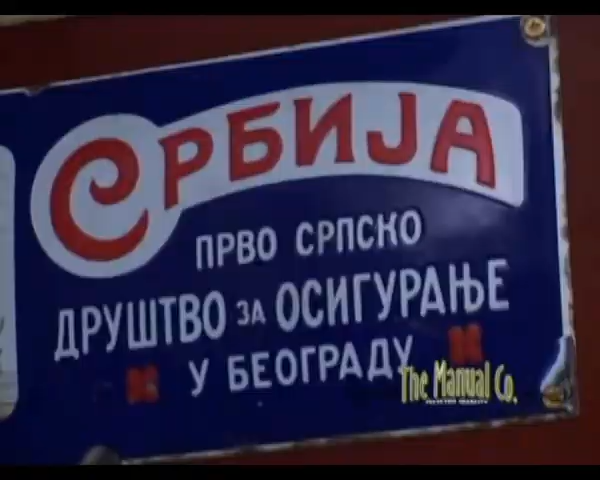 СРБИЈА
ПРВО СРПСКО
ДРУШТВО ЗА ОСИГУРАЊЕ
У БЕОГРАДУ
The Manual Co.